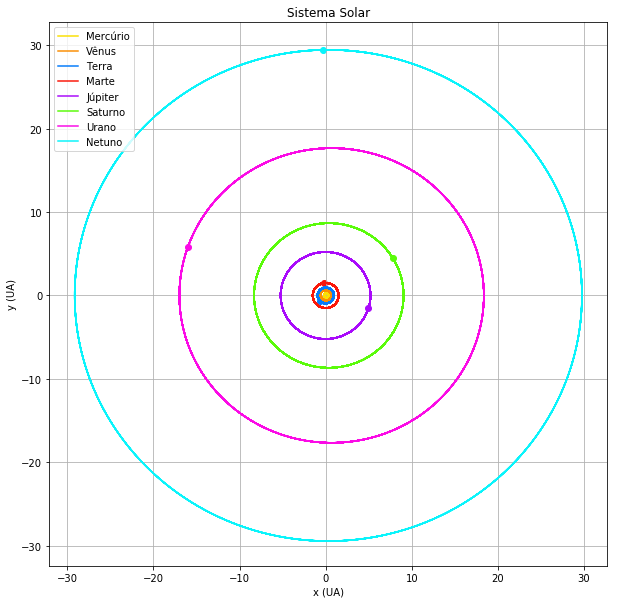 Sistema Solar
Mercúrio
Vênus
Terra
Marte
Júpiter
Saturno
Urano
Netuno
y (UA)
30
20
10
0
−10
−20
−30
−30 −20 −10 0 10 20 30
x (UA)